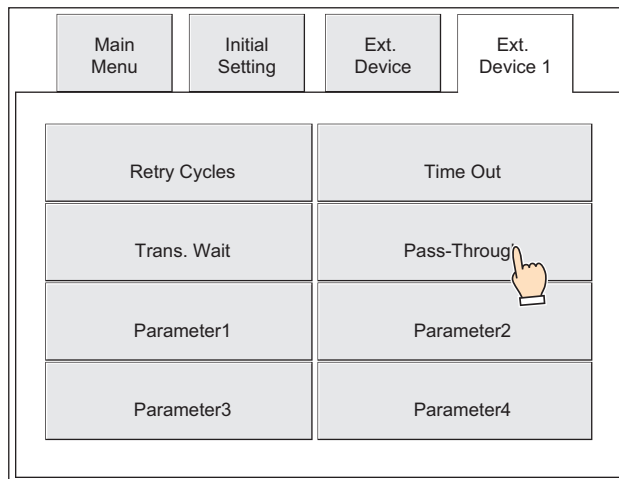 Main
Menu
Initial
Setting
Ext.
Device
Ext.
Device 1
Retry Cycles
Time Out
Trans. Wait
Pass-Throug
Parameter1
Parameter2
Parameter3
Parameter4